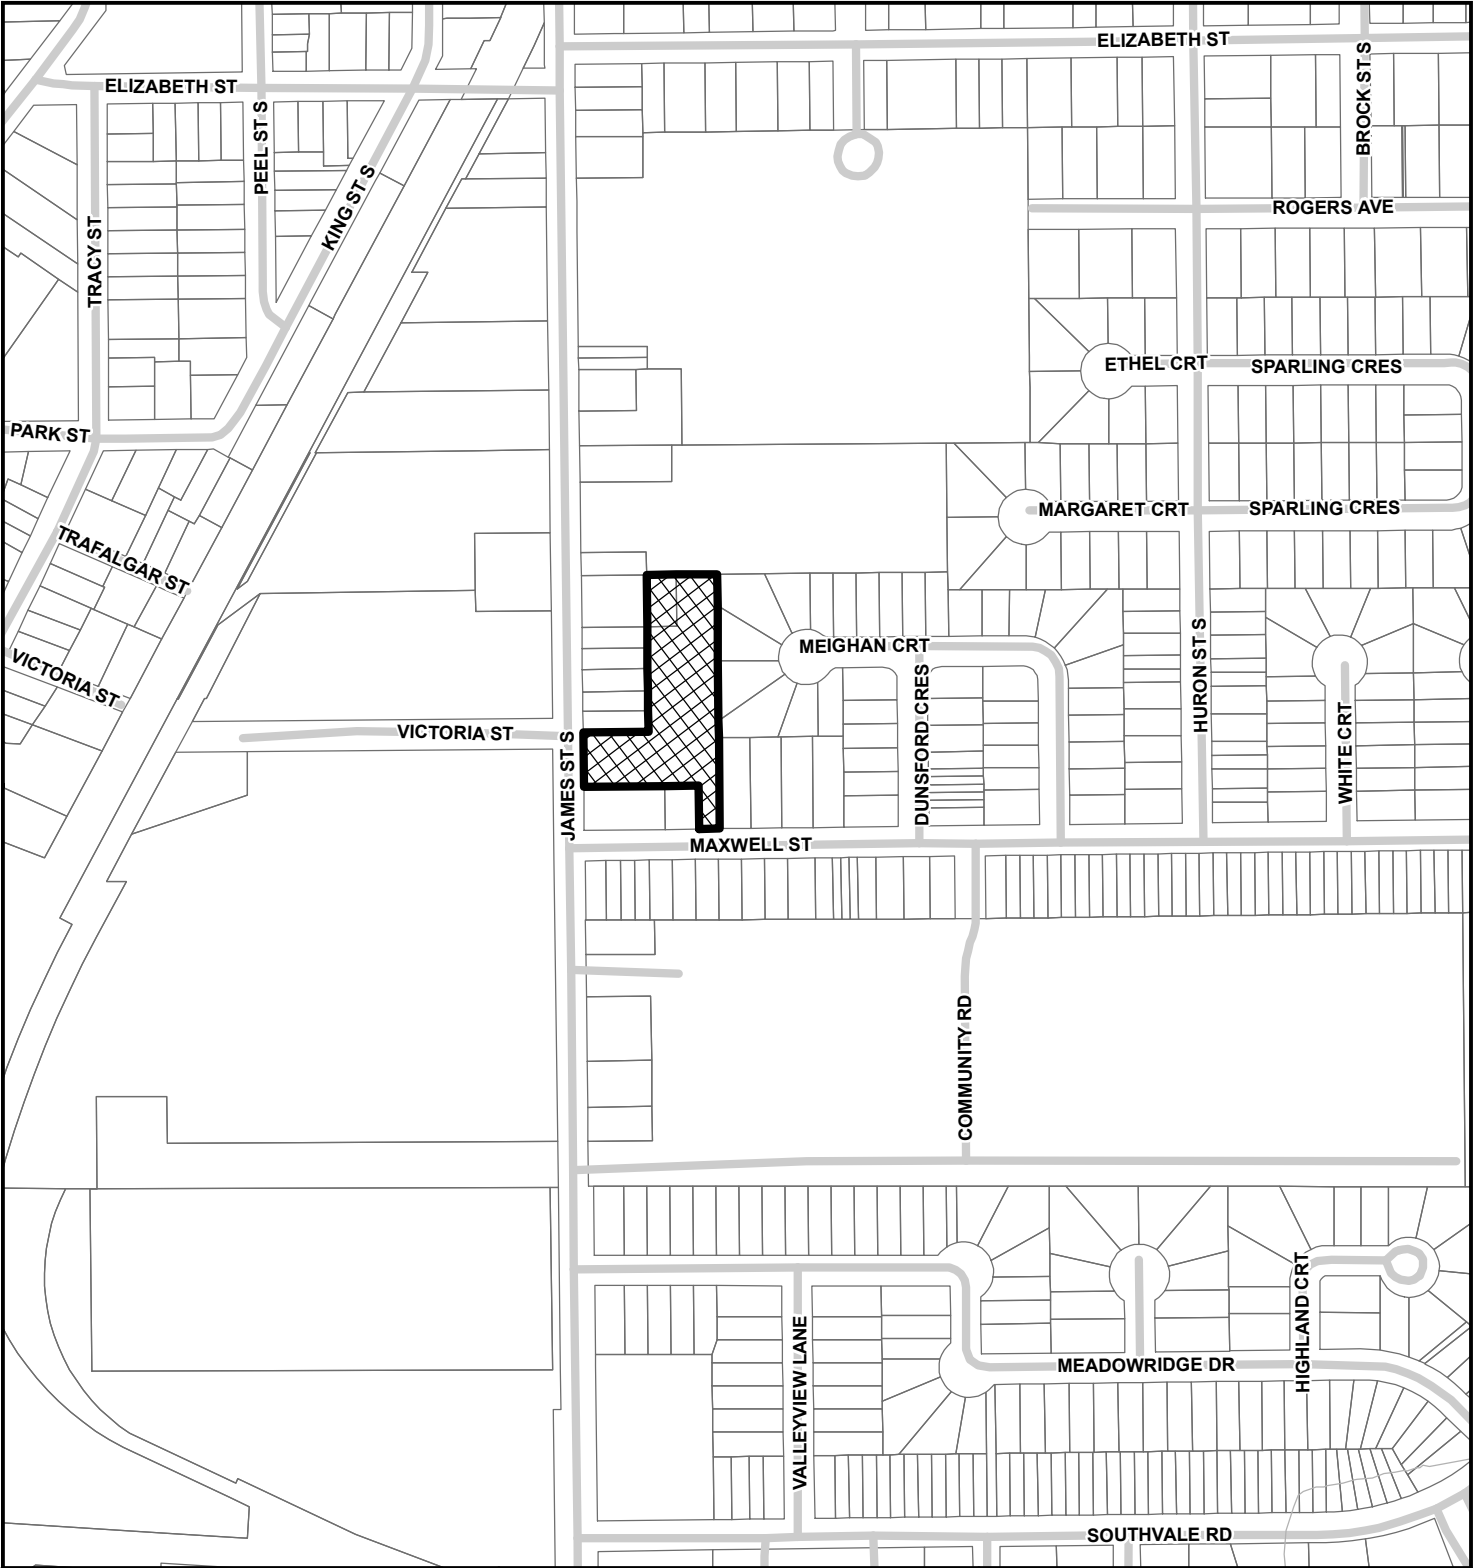 ELIZABETH ST
ELIZABETH ST
BROCK ST S
PEEL ST S
KING ST S
ROGERS AVE
TRACY ST
ETHEL CRT
SPARLING CRES
PARK ST
MARGARET CRT
SPARLING CRES
TRAFALGAR ST
MEIGHAN CRT
HURON ST S
VICTORIA ST
DUNSFORD CRES
WHITE CRT
VICTORIA ST
JAMES ST S
MAXWELL ST
COMMUNITY RD
HIGHLAND CRT
MEADOWRIDGE DR
VALLEYVIEW LANE
SOUTHVALE RD